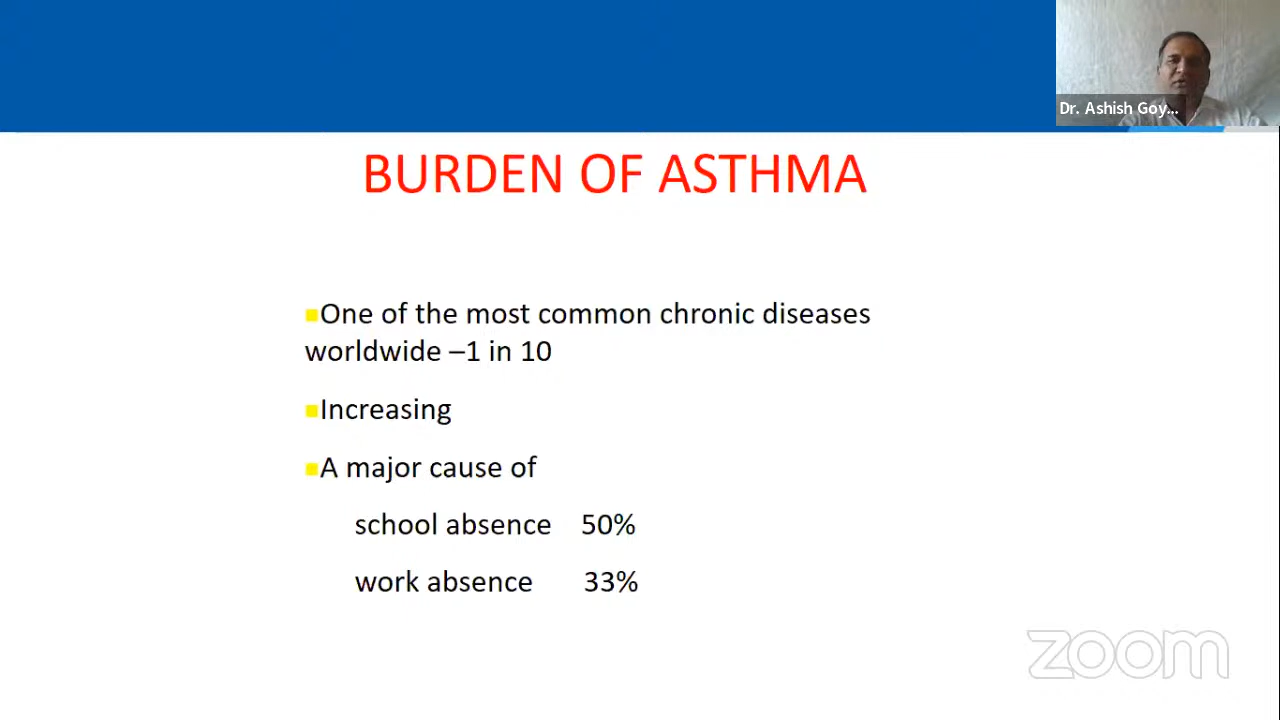 Dr. Ashish Goy...
BURDEN OF ASTHMA
One of the most common chronic diseases
worldwide –1 in 10
Increasing
A major cause of
school absence 50%
work absence 33%
zoom